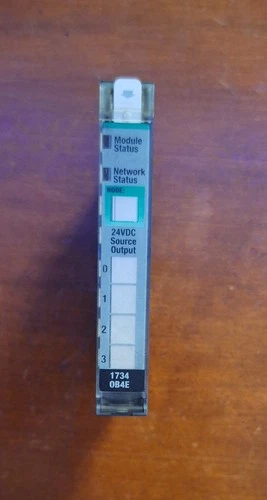 Module
Status
Network
Status
NODE:
24VDC
Source
Output
0
1
2
3
1734
OB4E